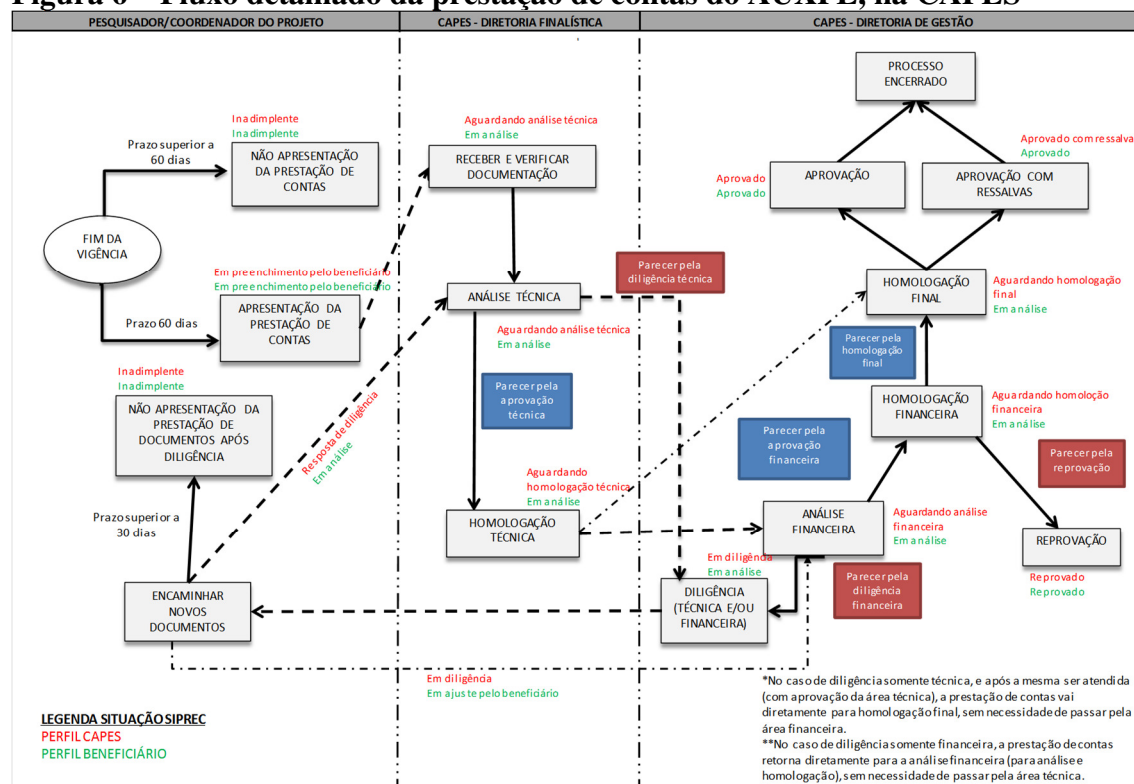 Figura 6 – Fluxo detalhado da prestação de contas do AUXPE, na CAPES
PESQUISADOR/COORDENADOR DO PROJETO
CAPES - DIRETORIA FINALÍSTICA
CAPES - DIRETORIA DE GESTÃO
Prazo superior a
60 dias
Inadimplente
Inadimplente
NÃO APRESENTAÇÃO
DA PRESTAÇÃO DE
CONTAS
FIM DA
VIGÊNCIA
Prazo 60 dias
Em preenchimento pelo beneficiário
Em preenchimento pelo beneficiário
APRESENTAÇÃO DA
PRESTAÇÃO DE
CONTAS
Inadimplente
Inadimplente
NÃO APRESENTAÇÃO DA
PRESTAÇÃO DE
DOCUMENTOS APÓS
DILIGÊNCIA
Prazo superior a
30 dias
ENCAMINHAR
NOVOS
DOCUMENTOS
Resposta de diligência
Em análise
Aguardando análise técnica
Em análise
RECEBER E VERIFICAR
DOCUMENTAÇÃO
ANÁLISE TÉCNICA
Aguardando análise técnica
Em análise
Parecer pela
aprovação
técnica
Aguardando
homologação técnica
Em análise
HOMOLOGAÇÃO
TÉCNICA
Em diligência
Em ajuste pelo beneficiário
Parecer pela
diligência técnica
PROCESSO
ENCERRADO
Aprovado
Aprovado
APROVAÇÃO
Aprovado com ressalva
Aprovado
APROVAÇÃO COM
RESSALVAS
HOMOLOGAÇÃO
FINAL
Aguardando homologação
final
Em análise
Parecer pela
homologação
final
HOMOLOGAÇÃO
FINANCEIRA
Aguardando homoloção
financeira
Em análise
Parecer pela
aprovação
financeira
Parecer pela
reprovação
ANÁLISE
FINANCEIRA
Aguardando análise
financeira
Em análise
REPROVAÇÃO
Reprovado
Reprovado
Em diligência
Em análise
DILIGÊNCIA
(TÉCNICA E/OU
FINANCEIRA)
Parecer pela
diligência
financeira
LEGENDA SITUAÇÃO SIPREC
PERFIL CAPES
PERFIL BENEFICIÁRIO
*No caso de diligência somente técnica, e após a mesma ser atendida
(com aprovação da área técnica), a prestação de contas vai
diretamente para homologação final, sem necessidade de passar pela
área financeira.
**No caso de diligência somente financeira, a prestação de contas
retorna diretamente para a análise financeira (para análise e
homologação), sem necessidade de passar pela área técnica.